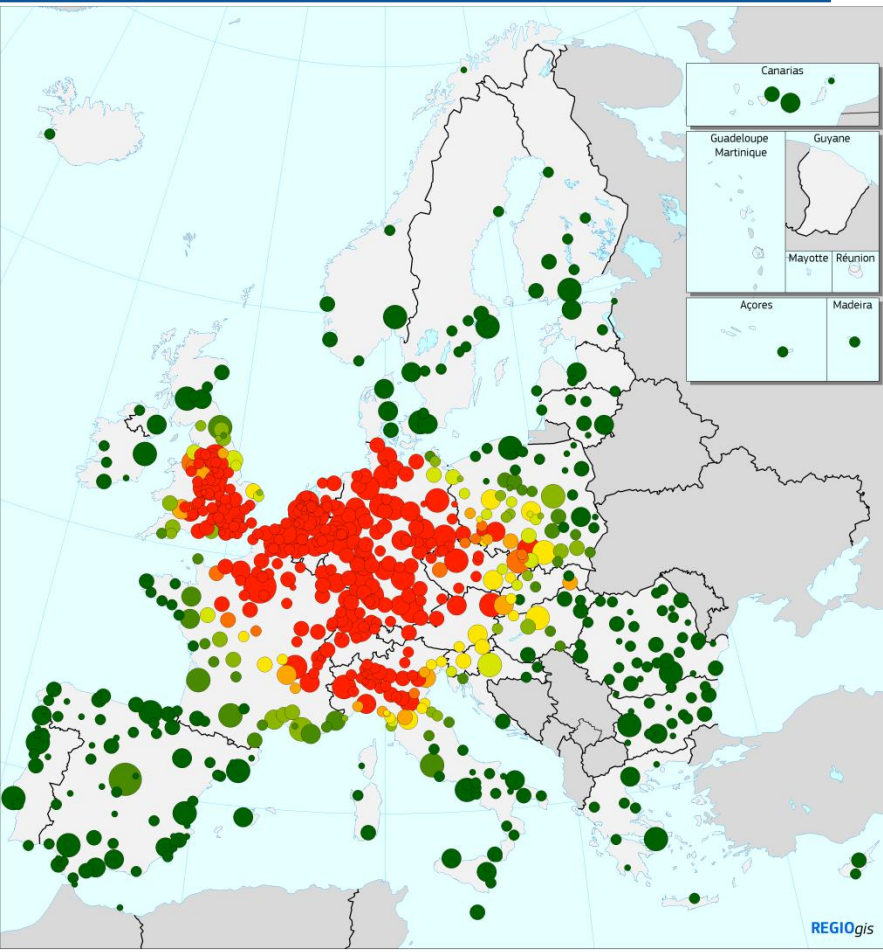 Canarias
Guadeloupe
Martinique
Guyane
Mayotte
Réunion
Açores
Madeira
REGIOgis